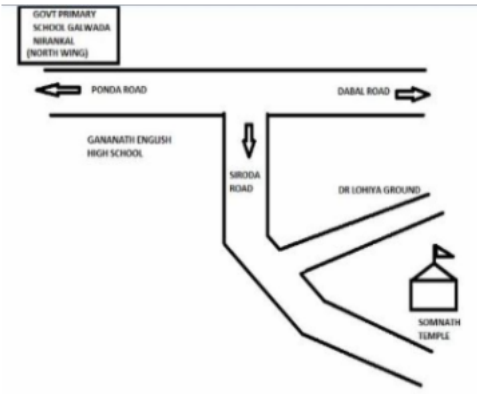 GOVT PRIMARY
SCHOOL GALWADA
NIRANKAL
(NORTH WING)
PONDA ROAD
DABAL ROAD
GANANATH ENGLISH
HIGH SCHOOL
SIRODA
ROAD
DR LOHIYA GROUND
SOMNATH
TEMPLE